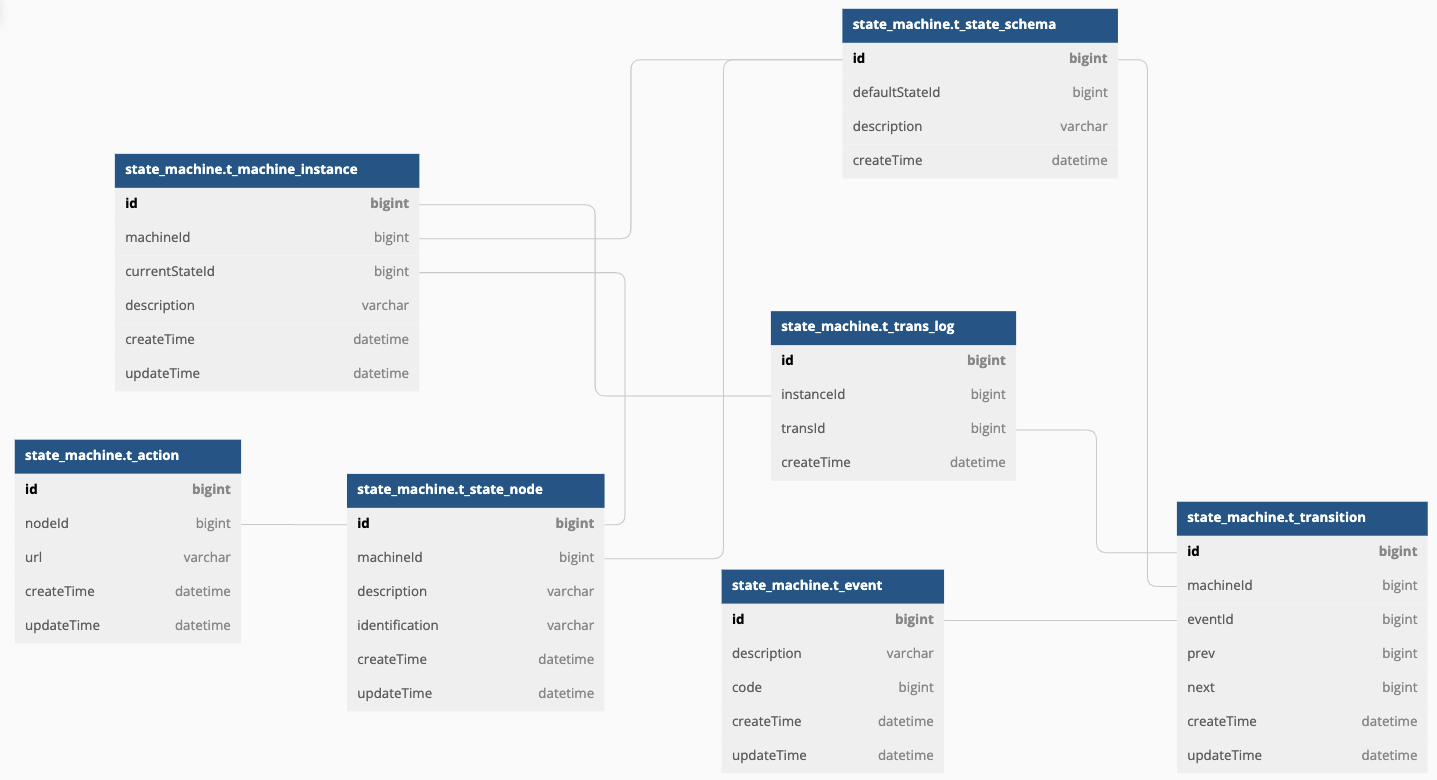 state_machine.t_state_schema
id bigint
defaultStateId bigint
description varchar
createTime datetime
state_machine.t_machine_instance
id bigint
machineId bigint
currentStateId bigint
description varchar
createTime datetime
updateTime datetime
state_machine.t_trans_log
id bigint
instanceId bigint
transId bigint
createTime datetime
state_machine.t_action
id bigint
nodeId bigint
url varchar
createTime datetime
updateTime datetime
state_machine.t_state_node
id bigint
machineId bigint
description varchar
identification varchar
createTime datetime
updateTime datetime
state_machine.t_event
id bigint
description varchar
code bigint
createTime datetime
updateTime datetime
state_machine.t_transition
id bigint
machineId bigint
eventId bigint
prev bigint
next bigint
createTime datetime
updateTime datetime